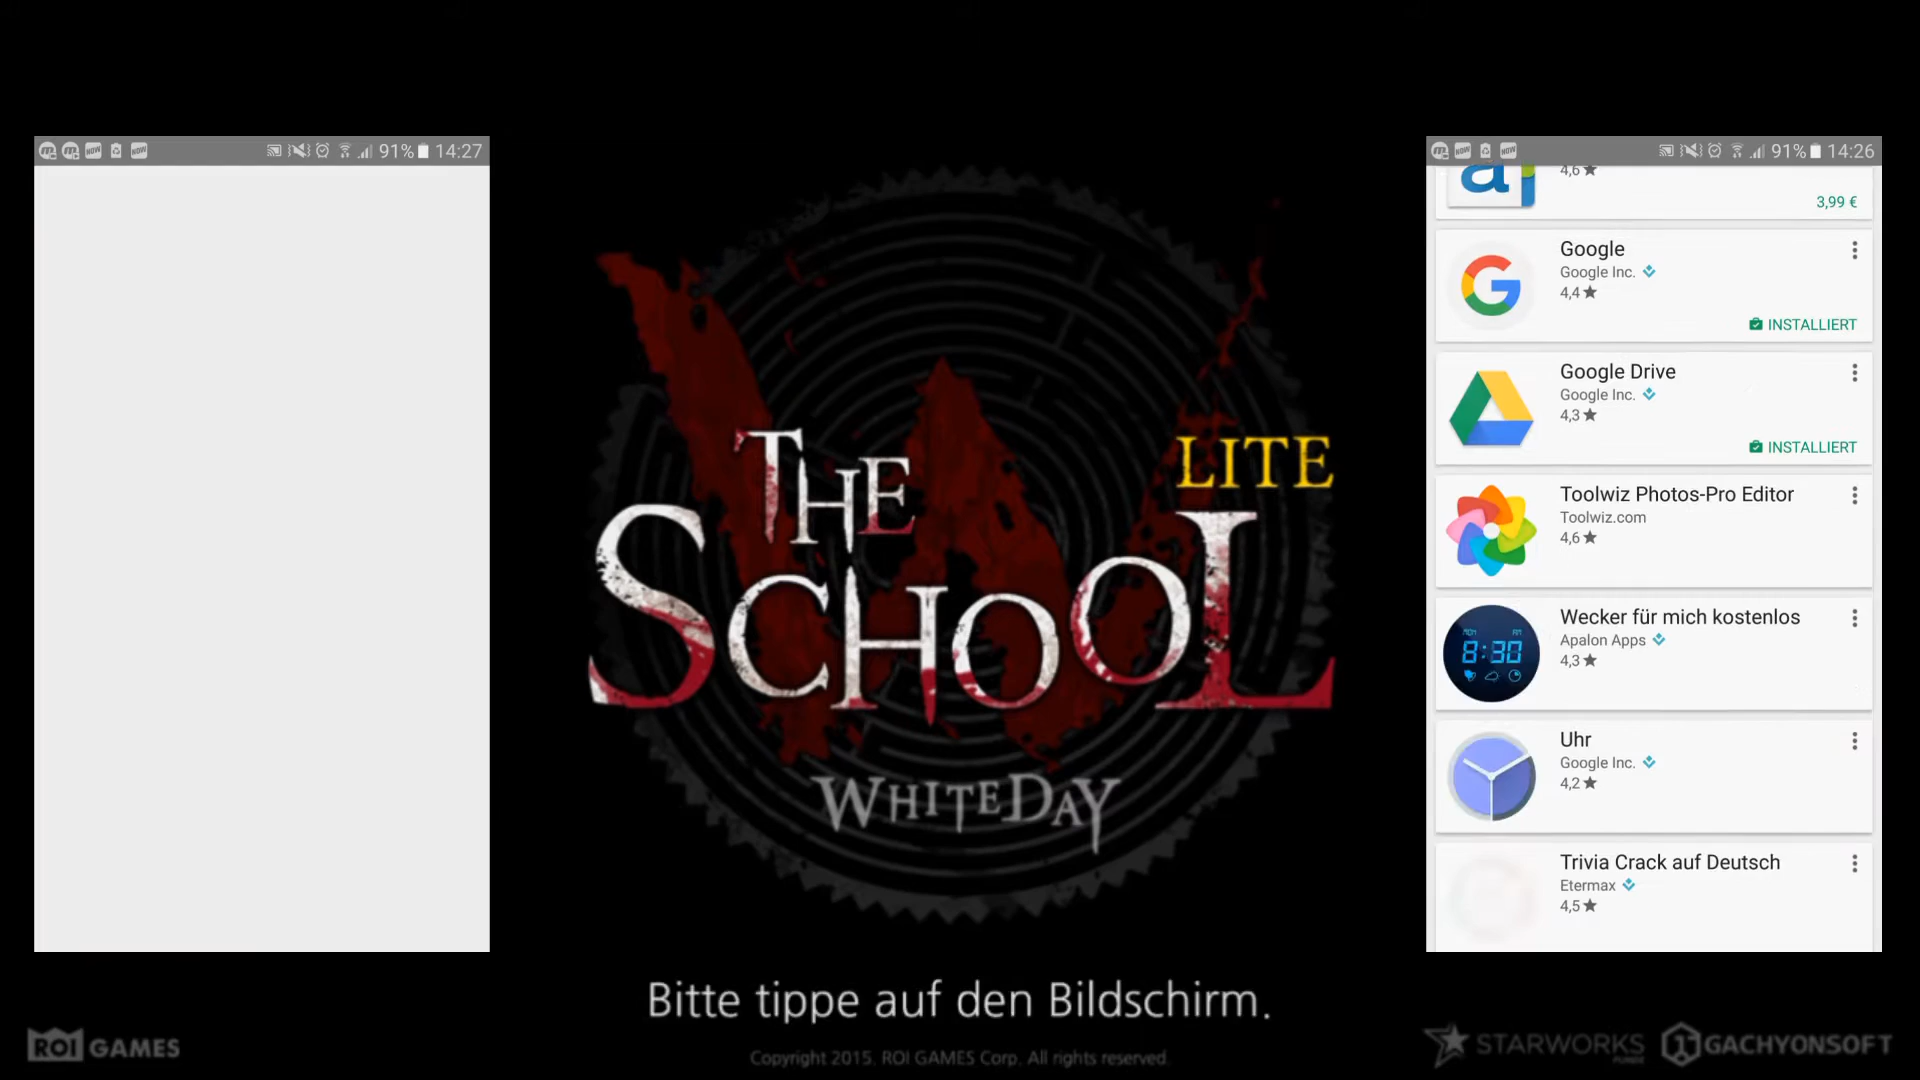 91% 14:27
THE
SCHOOL
LITE
WHITEDAY
Bitte tippe auf den Bildschirm.
ROI GAMES
Copyright 2015. ROI GAMES Corp. All rights reserved.
STARWORKS
GACHYONSOFT
91% 14:26
4,6★
3,99 €
Google
Google Inc.
4,4★
INSTALLIERT
Google Drive
Google Inc.
4,3★
INSTALLIERT
Toolwiz Photos-Pro Editor
Toolwiz.com
4,6★
Wecker für mich kostenlos
Apalon Apps
4,3★
8:30
Uhr
Google Inc.
4,2★
Trivia Crack auf Deutsch
Etermax
4,5★